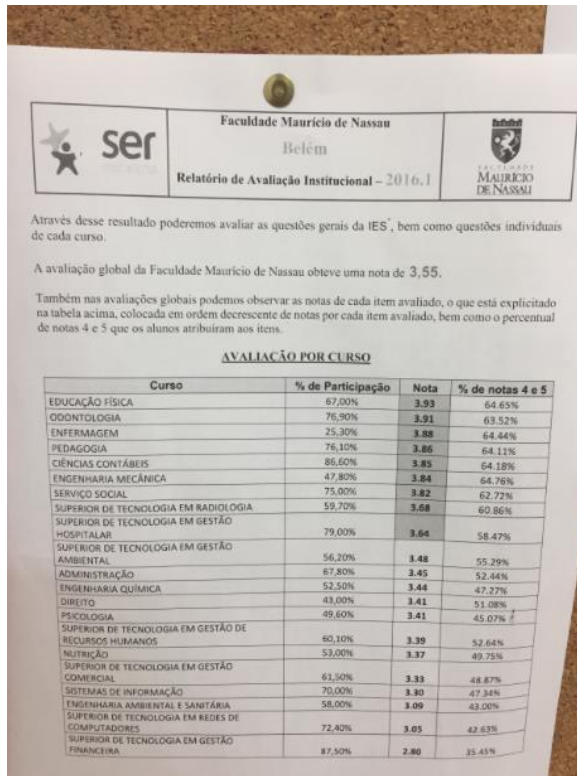 ser
Faculdade Maurício de Nassau
Belém
Relatório de Avaliação Institucional – 2016.1
FACULDADE
MAURÍCIO
DE NASSAU
Através desse resultado poderemos avaliar as questões gerais da IES, bem como questões individuais
de cada curso.
A avaliação global da Faculdade Maurício de Nassau obteve uma nota de 3,55.
Também nas avaliações globais podemos observar as notas de cada item avaliado, o que está explicitado
na tabela acima, colocada em ordem decrescente de notas por cada item avaliado, bem como o percentual
de notas 4 e 5 que os alunos atribuíram aos itens.
AVALIAÇÃO POR CURSO
Curso % de Participação Nota % de notas 4 e 5
EDUCAÇÃO FÍSICA 67,00% 3.93 64.65%
ODONTOLOGIA 76,90% 3.91 63.52%
ENFERMAGEM 25,30% 3.88 64.44%
PEDAGOGIA 76,10% 3.86 64.11%
CIÊNCIAS CONTÁBEIS 86,60% 3.85 64.18%
ENGENHARIA MECÂNICA 47,80% 3.84 64.76%
SERVIÇO SOCIAL 75,00% 3.82 62.72%
SUPERIOR DE TECNOLOGIA EM RADIOLOGIA 59,70% 3.68 60.86%
SUPERIOR DE TECNOLOGIA EM GESTÃO
HOSPITALAR 79,00% 3.64 58.47%
SUPERIOR DE TECNOLOGIA EM GESTÃO
AMBIENTAL 56,20% 3.48 55.29%
ADMINISTRAÇÃO 67,80% 3.45 52.44%
ENGENHARIA QUÍMICA 52,50% 3.44 47.27%
DIREITO 43,00% 3.41 51.08%
PSICOLOGIA 49,60% 3.41 45.07%
SUPERIOR DE TECNOLOGIA EM GESTÃO DE
RECURSOS HUMANOS 60,10% 3.39 52.64%
NUTRIÇÃO 53,00% 3.37 49.75%
SUPERIOR DE TECNOLOGIA EM GESTÃO
COMERCIAL 61,50% 3.33 48.87%
SISTEMAS DE INFORMAÇÃO 70,00% 3.30 47.34%
ENGENHARIA AMBIENTAL E SANITÁRIA 58,00% 3.09 43.00%
SUPERIOR DE TECNOLOGIA EM REDES DE
COMPUTADORES 72,40% 3.05 42.63%
SUPERIOR DE TECNOLOGIA EM GESTÃO
FINANCEIRA 87,50% 2.80 35.45%